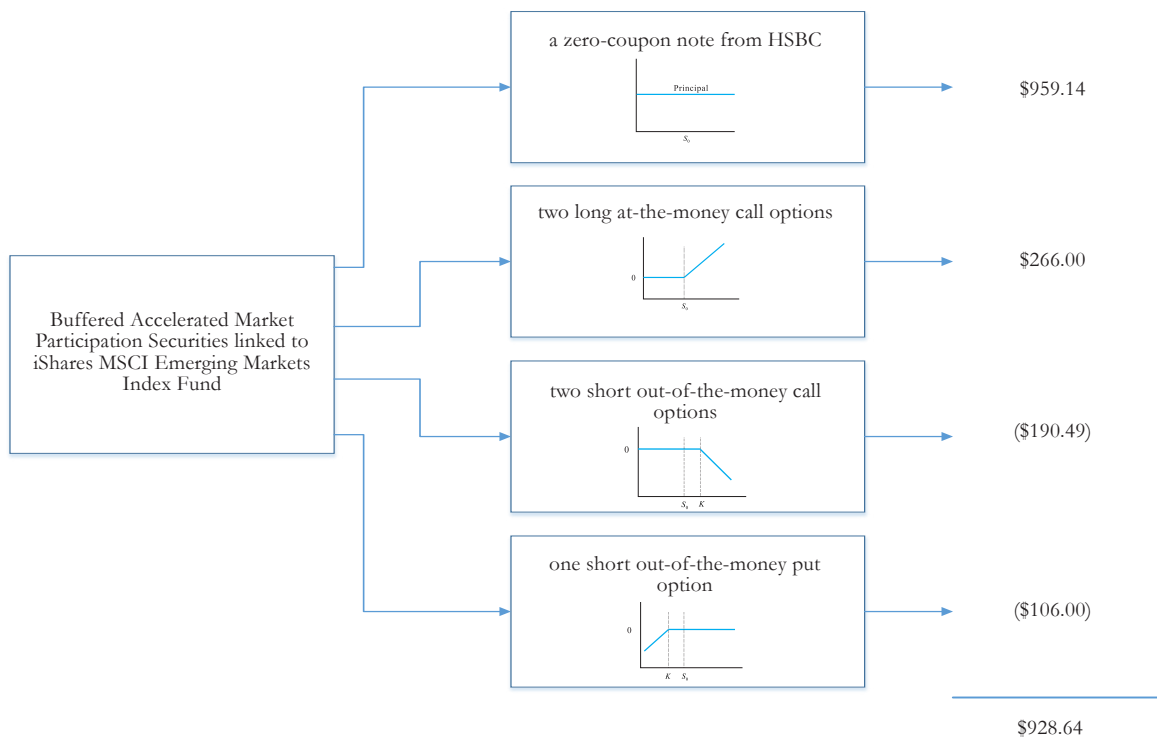 Buffered Accelerated Market
Participation Securities linked to
iShares MSCI Emerging Markets
Index Fund
a zero-coupon note from HSBC
Principal
S₀
$959.14
two long at-the-money call options
0
S₀
$266.00
two short out-of-the-money call
options
0
S₀ K
($190.49)
one short out-of-the-money put
option
0
K S₀
($106.00)
$928.64